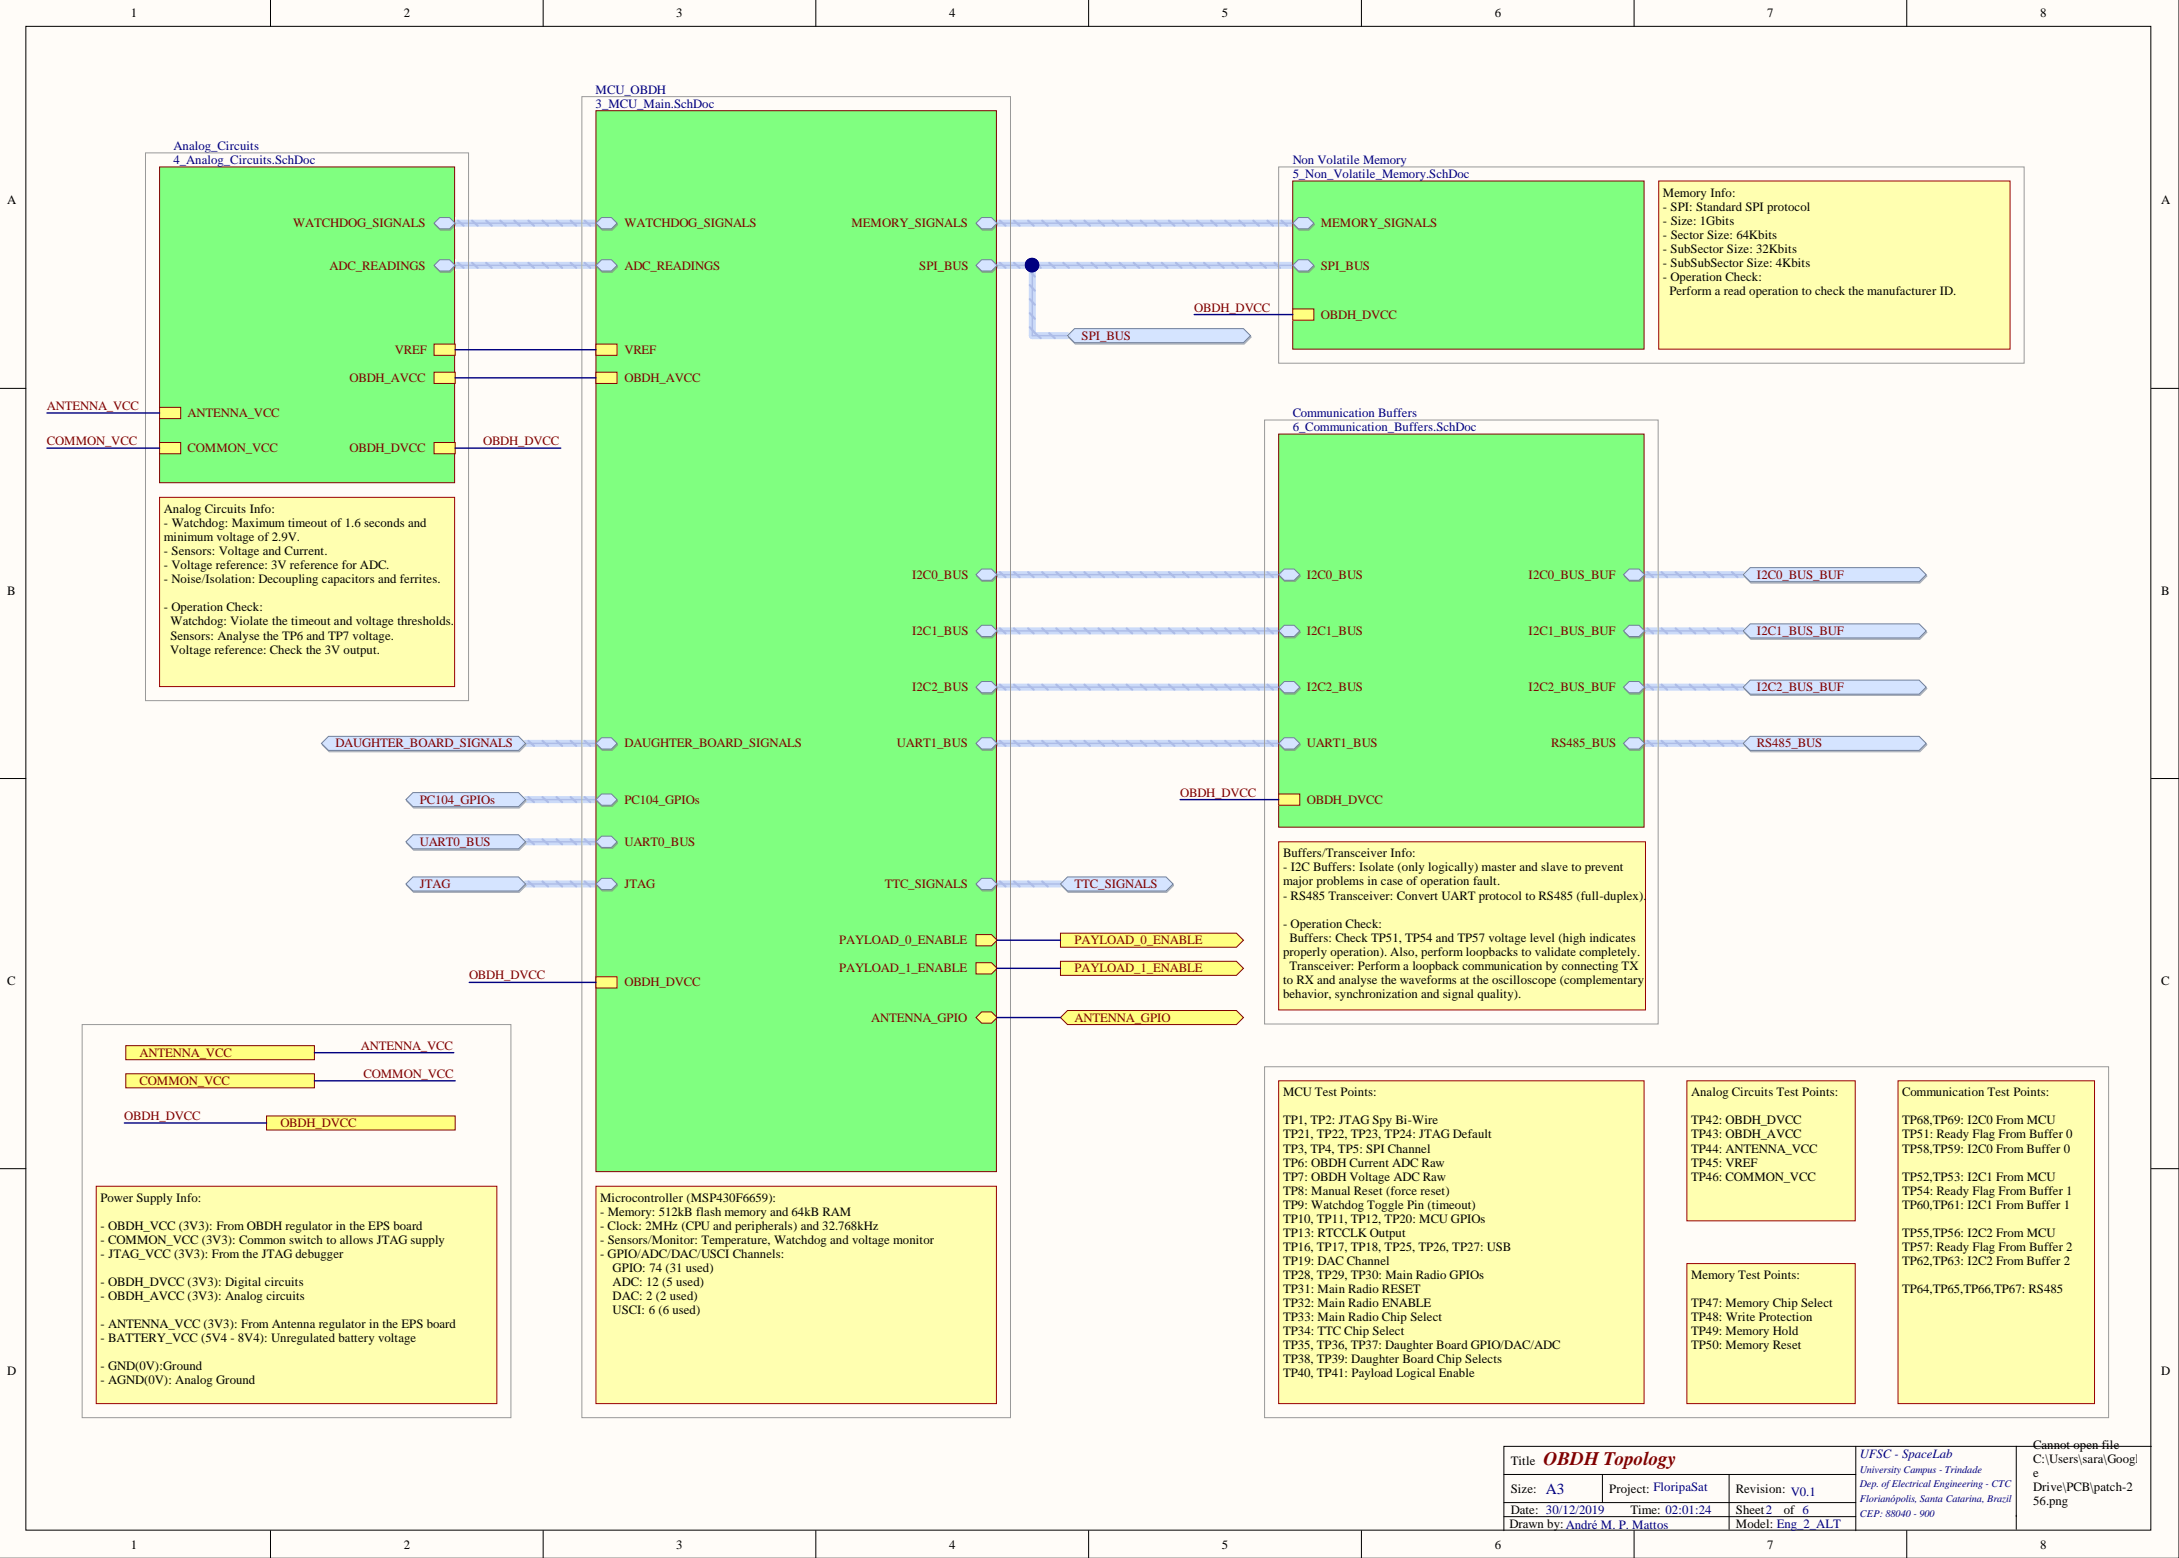 1 2 3 4 5 6 7 8
A
B
C
D
A
B
C
D
Analog_Circuits
4_Analog_Circuits.SchDoc
WATCHDOG_SIGNALS
ADC_READINGS
VREF
OBDH_AVCC
ANTENNA_VCC
ANTENNA_VCC
COMMON_VCC
COMMON_VCC
OBDH_DVCC
OBDH_DVCC
Analog Circuits Info:
- Watchdog: Maximum timeout of 1.6 seconds and
minimum voltage of 2.9V.
- Sensors: Voltage and Current.
- Voltage reference: 3V reference for ADC.
- Noise/Isolation: Decoupling capacitors and ferrites.
- Operation Check:
Watchdog: Violate the timeout and voltage thresholds.
Sensors: Analyse the TP6 and TP7 voltage.
Voltage reference: Check the 3V output.
DAUGHTER_BOARD_SIGNALS
PC104_GPIOs
UART0_BUS
JTAG
OBDH_DVCC
MCU_OBDH
3_MCU_Main.SchDoc
WATCHDOG_SIGNALS
ADC_READINGS
VREF
OBDH_AVCC
DAUGHTER_BOARD_SIGNALS
PC104_GPIOs
UART0_BUS
JTAG
OBDH_DVCC
MEMORY_SIGNALS
SPI_BUS
I2C0_BUS
I2C1_BUS
I2C2_BUS
UART1_BUS
TTC_SIGNALS
PAYLOAD_0_ENABLE
PAYLOAD_1_ENABLE
ANTENNA_GPIO
SPI_BUS
TTC_SIGNALS
PAYLOAD_0_ENABLE
PAYLOAD_1_ENABLE
ANTENNA_GPIO
Non Volatile Memory
5_Non_Volatile_Memory.SchDoc
MEMORY_SIGNALS
SPI_BUS
OBDH_DVCC
OBDH_DVCC
Memory Info:
- SPI: Standard SPI protocol
- Size: 1Gbits
- Sector Size: 64Kbits
- SubSector Size: 32Kbits
- SubSubSector Size: 4Kbits
- Operation Check:
Perform a read operation to check the manufacturer ID.
Communication Buffers
6_Communication_Buffers.SchDoc
I2C0_BUS
I2C1_BUS
I2C2_BUS
UART1_BUS
OBDH_DVCC
OBDH_DVCC
I2C0_BUS_BUF
I2C1_BUS_BUF
I2C2_BUS_BUF
RS485_BUS
I2C0_BUS_BUF
I2C1_BUS_BUF
I2C2_BUS_BUF
RS485_BUS
Buffers/Transceiver Info:
- I2C Buffers: Isolate (only logically) master and slave to prevent
major problems in case of operation fault.
- RS485 Transceiver: Convert UART protocol to RS485 (full-duplex).
- Operation Check:
Buffers: Check TP51, TP54 and TP57 voltage level (high indicates
properly operation). Also, perform loopbacks to validate completely.
Transceiver: Perform a loopback communication by connecting TX
to RX and analyse the waveforms at the oscilloscope (complementary
behavior, synchronization and signal quality).
ANTENNA_VCC ANTENNA_VCC
COMMON_VCC COMMON_VCC
OBDH_DVCC OBDH_DVCC
Power Supply Info:
- OBDH_VCC (3V3): From OBDH regulator in the EPS board
- COMMON_VCC (3V3): Common switch to allows JTAG supply
- JTAG_VCC (3V3): From the JTAG debugger
- OBDH_DVCC (3V3): Digital circuits
- OBDH_AVCC (3V3): Analog circuits
- ANTENNA_VCC (3V3): From Antenna regulator in the EPS board
- BATTERY_VCC (5V4 - 8V4): Unregulated battery voltage
- GND(0V):Ground
- AGND(0V): Analog Ground
Microcontroller (MSP430F6659):
- Memory: 512kB flash memory and 64kB RAM
- Clock: 2MHz (CPU and peripherals) and 32.768kHz
- Sensors/Monitor: Temperature, Watchdog and voltage monitor
- GPIO/ADC/DAC/USCI Channels:
GPIO: 74 (31 used)
ADC: 12 (5 used)
DAC: 2 (2 used)
USCI: 6 (6 used)
MCU Test Points:
TP1, TP2: JTAG Spy Bi-Wire
TP21, TP22, TP23, TP24: JTAG Default
TP3, TP4, TP5: SPI Channel
TP6: OBDH Current ADC Raw
TP7: OBDH Voltage ADC Raw
TP8: Manual Reset (force reset)
TP9: Watchdog Toggle Pin (timeout)
TP10, TP11, TP12, TP20: MCU GPIOs
TP13: RTCCLK Output
TP16, TP17, TP18, TP25, TP26, TP27: USB
TP19: DAC Channel
TP28, TP29, TP30: Main Radio GPIOs
TP31: Main Radio RESET
TP32: Main Radio ENABLE
TP33: Main Radio Chip Select
TP34: TTC Chip Select
TP35, TP36, TP37: Daughter Board GPIO/DAC/ADC
TP38, TP39: Daughter Board Chip Selects
TP40, TP41: Payload Logical Enable
Analog Circuits Test Points:
TP42: OBDH_DVCC
TP43: OBDH_AVCC
TP44: ANTENNA_VCC
TP45: VREF
TP46: COMMON_VCC
Memory Test Points:
TP47: Memory Chip Select
TP48: Write Protection
TP49: Memory Hold
TP50: Memory Reset
Communication Test Points:
TP68,TP69: I2C0 From MCU
TP51: Ready Flag From Buffer 0
TP58,TP59: I2C0 From Buffer 0
TP52,TP53: I2C1 From MCU
TP54: Ready Flag From Buffer 1
TP60,TP61: I2C1 From Buffer 1
TP55,TP56: I2C2 From MCU
TP57: Ready Flag From Buffer 2
TP62,TP63: I2C2 From Buffer 2
TP64,TP65,TP66,TP67: RS485
Title OBDH Topology
Size: A3 Project: FloripaSat Revision: V0.1
Date: 30/12/2019 Time: 02:01:24 Sheet 2 of 6
Drawn by: André M. P. Mattos Model: Eng_2_ALT
UFSC - SpaceLab
University Campus - Trindade
Dep. of Electrical Engineering - CTC
Florianópolis, Santa Catarina, Brazil
CEP: 88040 - 900
Cannot open file
C:\Users\sara\Googl
e
Drive\PCB\patch-2
56.png
1 2 3 4 5 6 7 8